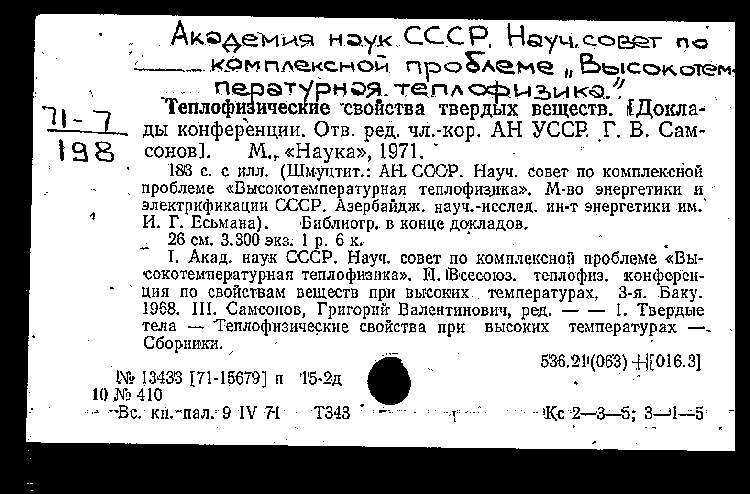 Академия наук СССР. Науч. совет по
комплексной проблеме „Высокотем-
пературная теплофизика."
Теплофизические свойства твердых веществ. [Докла-
71-7
ды конференции. Отв. ред. чл.-кор. АН УССР Г. В. Сам-
198
сонов]. М., «Наука», 1971.
183 с. с илл. (Шмуцтит.: АН СССР. Науч. совет по комплексной
проблеме «Высокотемпературная теплофизика». М-во энергетики и
электрификации СССР. Азербайдж. науч.-исслед. ин-т энергетики им.
И. Г. Есьмана). Библиогр. в конце докладов.
26 см. 3.300 экз. 1 р. 6 к.
I. Акад. наук СССР. Науч. совет по комплексной проблеме «Вы-
сокотемпературная теплофизика». II. Всесоюз. теплофиз. конферен-
ция по свойствам веществ при высоких температурах, 3-я. Баку.
1968. III. Самсонов, Григорий Валентинович, ред. — — 1. Твердые
тела — Теплофизические свойства при высоких температурах —
Сборники.
536.21(063)+[016.3]
№ 13433 [71-15679] п 15-2д
10 № 410
Вс. кн. пал. 9 IV 71 Т343 Кс 2—3—5; 3—1—5